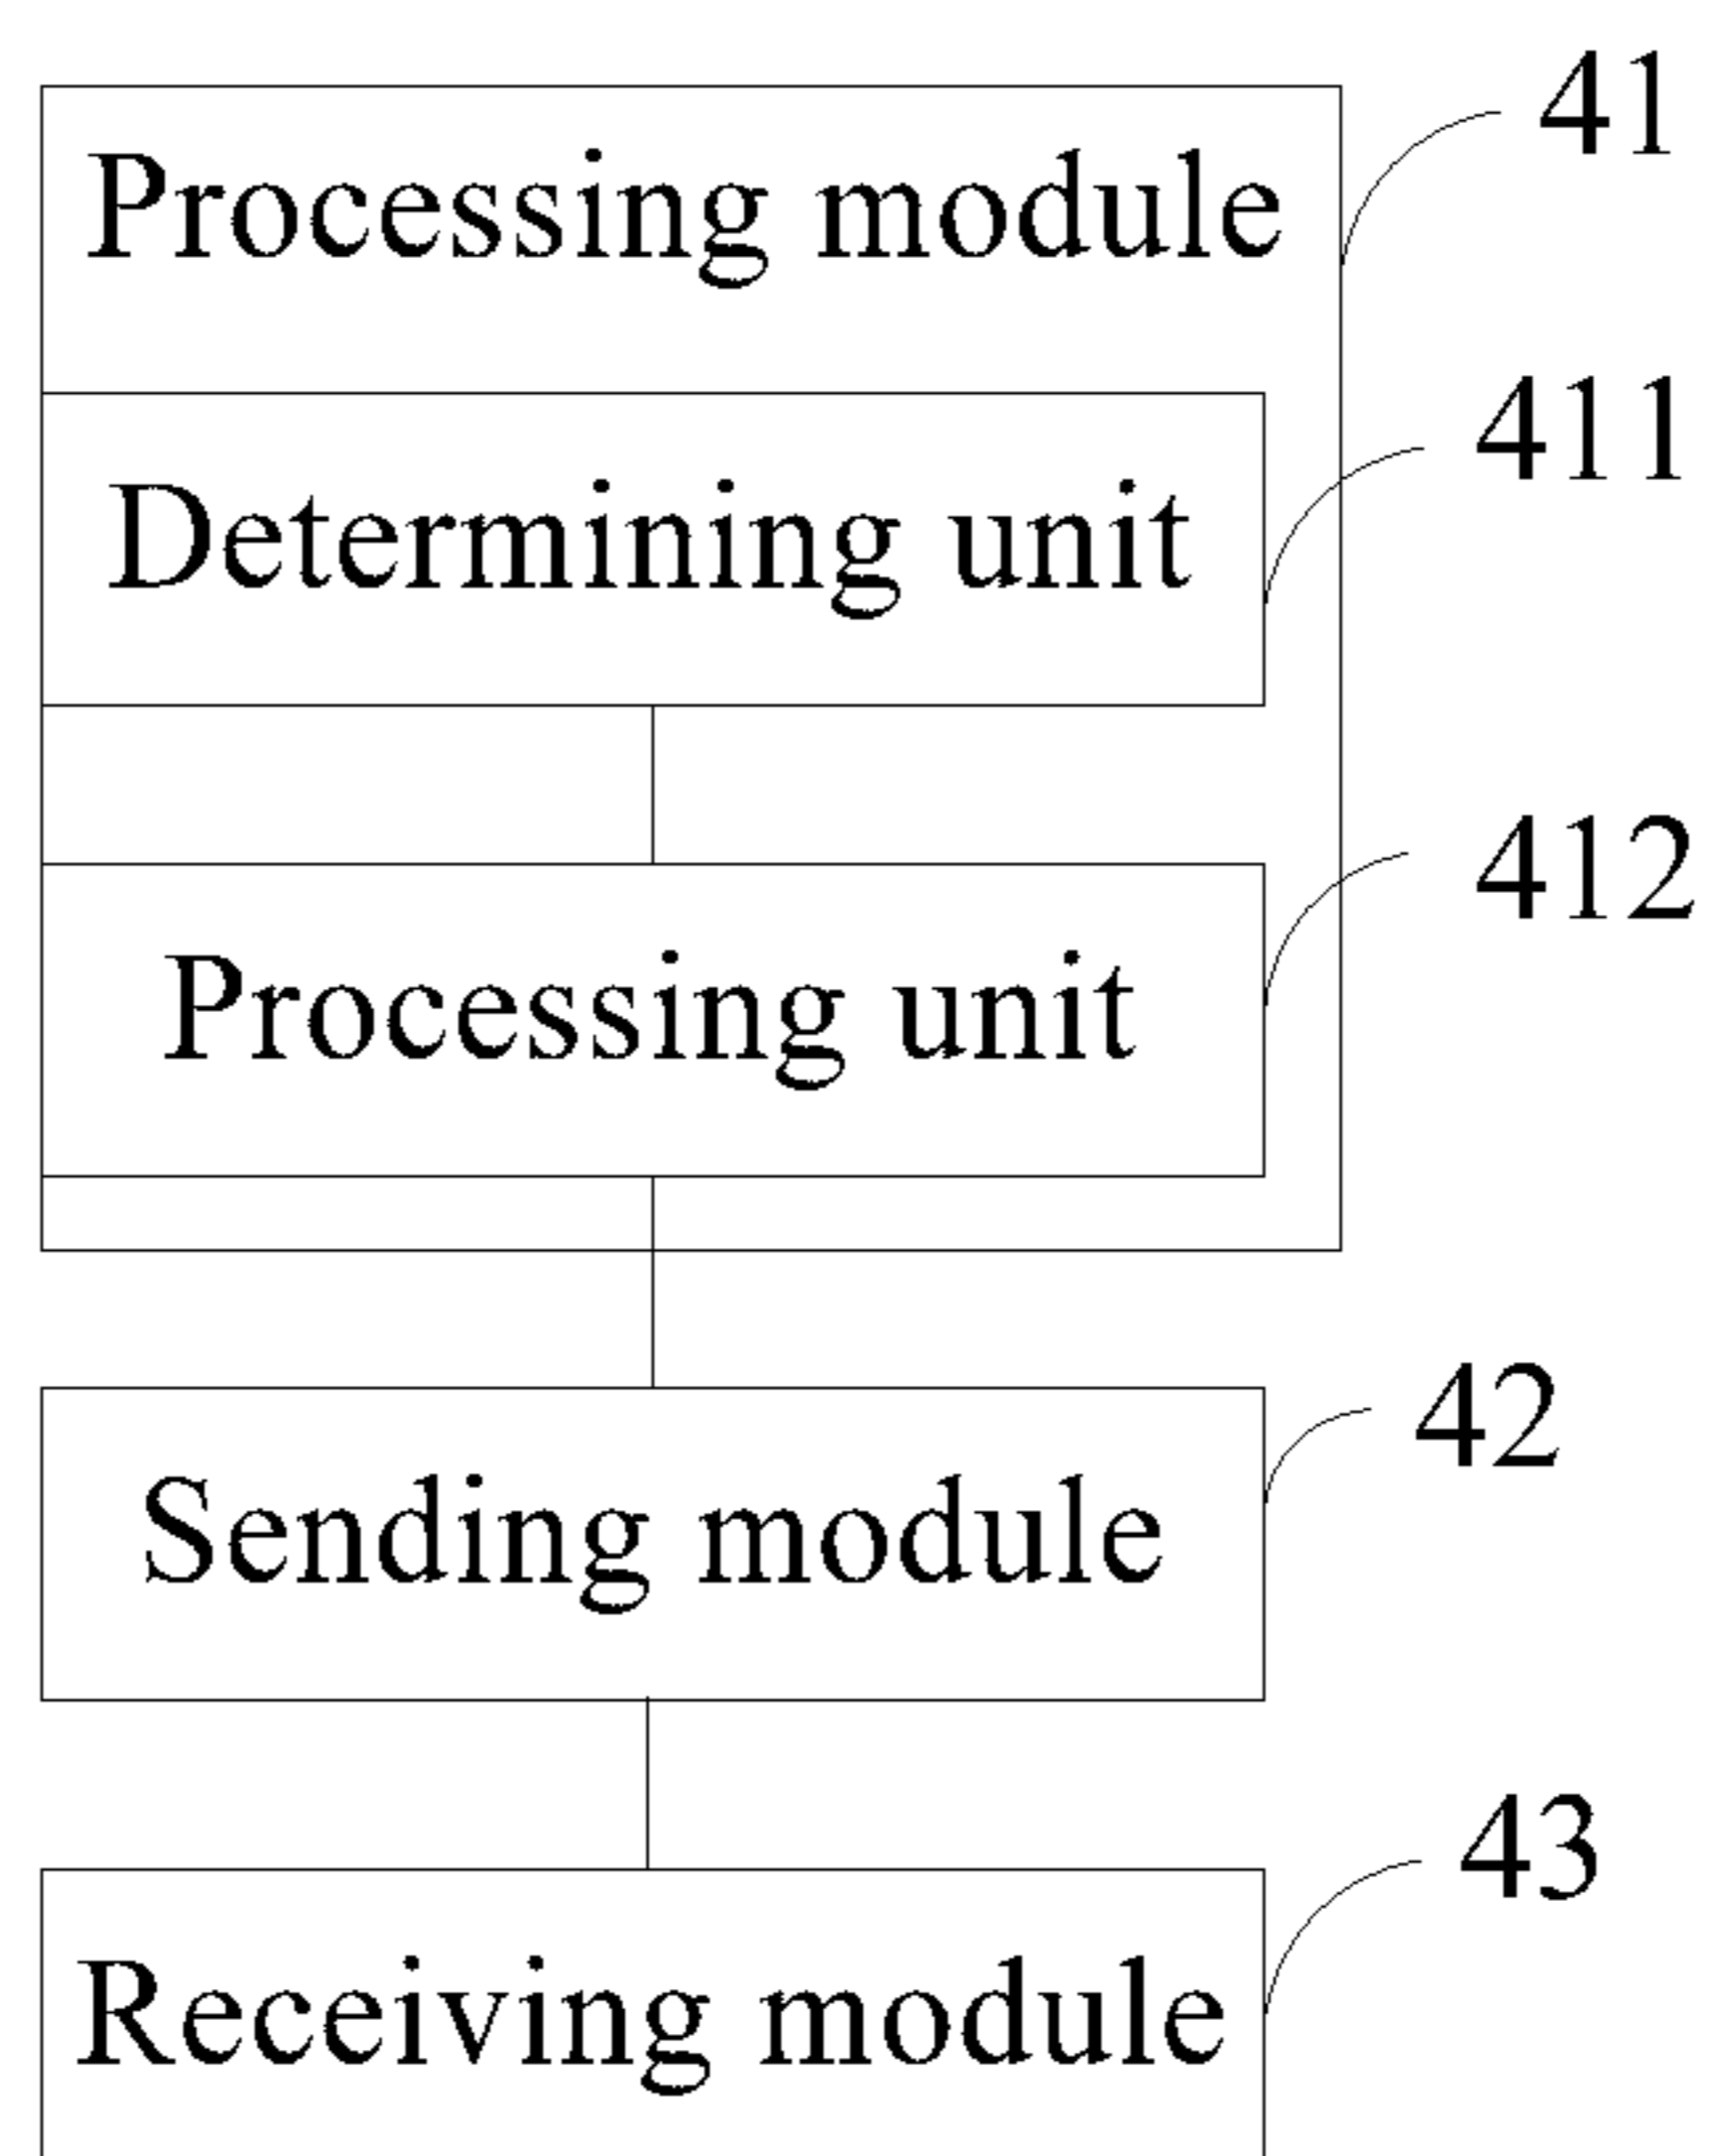 41
Processing module
411
Determining unit
412
Processing unit
42
Sending module
43
Receiving module